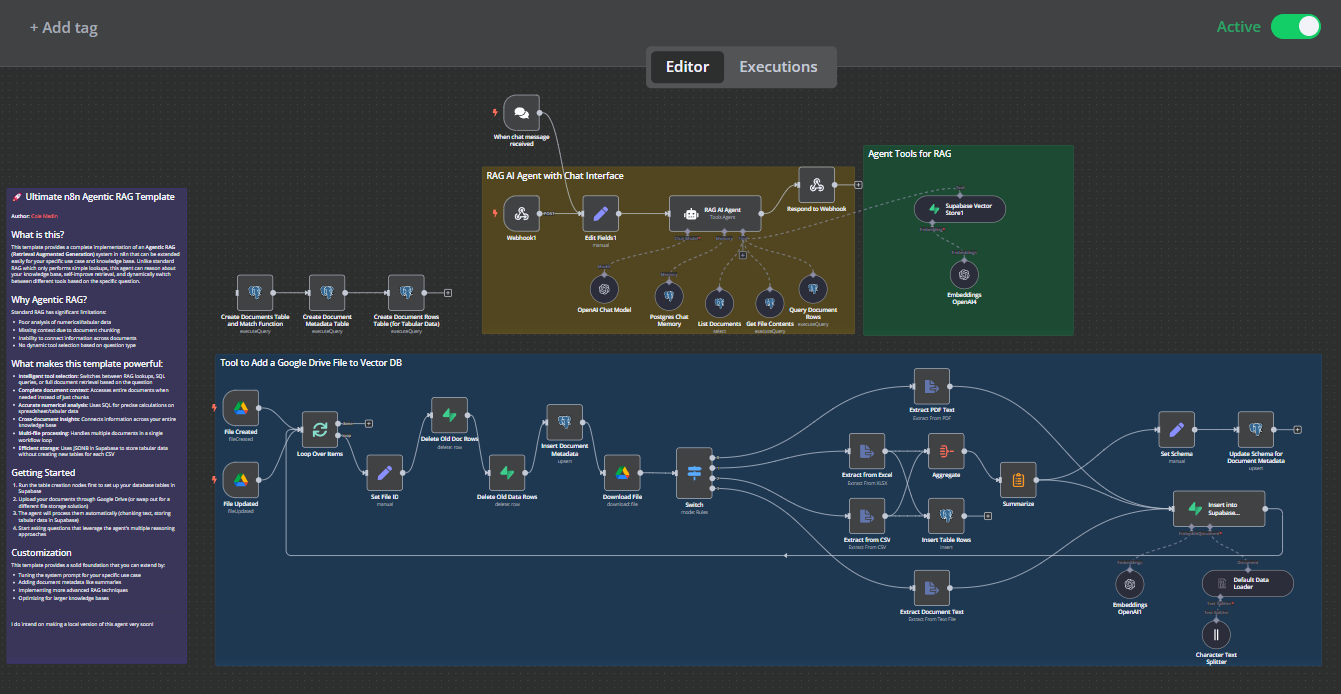 + Add tag
Active
Editor
Executions
When chat message
received
🚀 Ultimate n8n Agentic RAG Template
Author: Cole Medin
What is this?
This template provides a complete implementation of an Agentic RAG
(Retrieval Augmented Generation) system in n8n that can be extended
easily for your specific use case and knowledge base. Unlike standard
RAG which only performs simple lookups, this agent can reason about
your knowledge base, self-improve retrieval, and dynamically switch
between different tools based on the specific question.
Why Agentic RAG?
Standard RAG has significant limitations:
• Poor analysis of numerical/tabular data
• Missing context due to document chunking
• Inability to connect information across documents
• No dynamic tool selection based on question type
What makes this template powerful:
• Intelligent tool selection: Switches between RAG lookups, SQL
queries, or full document retrieval based on the question
• Complete document context: Accesses entire documents when
needed instead of just chunks
• Accurate numerical analysis: Uses SQL for precise calculations on
spreadsheet/tabular data
• Cross-document insights: Connects information across your entire
knowledge base
• Multi-file processing: Handles multiple documents in a single
workflow loop
• Efficient storage: Uses JSONB in Supabase to store tabular data
without creating new tables for each CSV
Getting Started
1. Run the table creation nodes first to set up your database tables in
Supabase
2. Upload your documents through Google Drive (or swap out for a
different file storage solution)
3. The agent will process them automatically (chunking text, storing
tabular data in Supabase)
4. Start asking questions that leverage the agent's multiple reasoning
approaches
Customization
This template provides a solid foundation that you can extend by:
• Tuning the system prompt for your specific use case
• Adding document metadata like summaries
• Implementing more advanced RAG techniques
• Optimizing for larger knowledge bases
I do intend on making a local version of this agent very soon!
Create Documents Table
and Match Function
executeQuery
Create Document
Metadata Table
executeQuery
Create Document Rows
Table (for Tabular Data)
executeQuery
RAG AI Agent with Chat Interface
Webhook1
POST
Edit Fields1
manual
RAG AI Agent
Tools Agent
Respond to Webhook
Chat Model*
Memory
Tool
Model
Memory
OpenAI Chat Model
Postgres Chat
Memory
List Documents
select
Get File Contents
executeQuery
Query Document
Rows
executeQuery
Agent Tools for RAG
Tool
Supabase Vector
Store1
Embedding*
Embeddings
Embeddings
OpenAI4
Tool to Add a Google Drive File to Vector DB
File Created
fileCreated
File Updated
fileUpdated
Loop Over Items
done
loop
Set File ID
manual
Delete Old Doc Rows
delete: row
Delete Old Data Rows
delete: row
Insert Document
Metadata
upsert
Download File
download: file
Switch
mode: Rules
Extract PDF Text
Extract From PDF
Extract from Excel
Extract From XLSX
Aggregate
Extract from CSV
Extract From CSV
Insert Table Rows
insert
Summarize
Extract Document Text
Extract From Text File
Set Schema
manual
Update Schema for
Document Metadata
upsert
Insert into
Supabase...
Embeddings
Document
Embeddings
OpenAI1
Default Data
Loader
Text Splitter*
Text Splitter
Character Text
Splitter